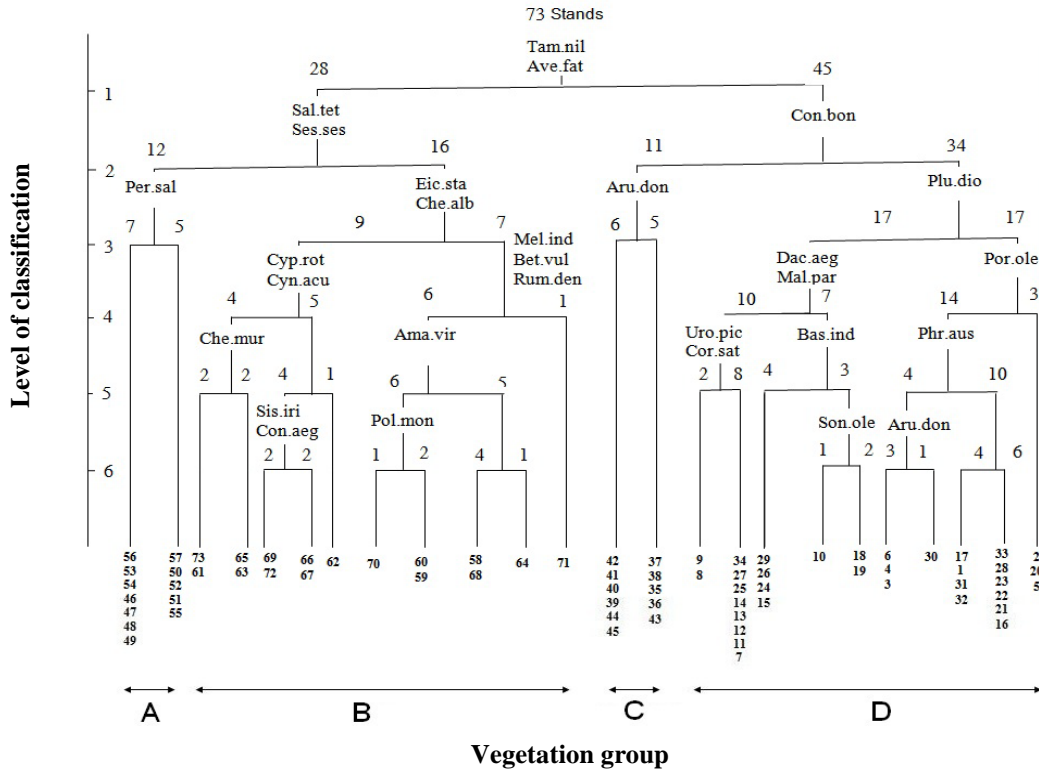 73 Stands
Tam.nil
Ave.fat
28 45
1
Sal.tet
Ses.ses
Con.bon
12 16 11 34
2
Per.sal
Eic.sta
Che.alb
Aru.don
Plu.dio
7 5 9 7 6 5 17 17
3
Mel.ind
Bet.vul
Rum.den
Cyp.rot
Cyn.acu
Dac.aeg
Mal.par
Por.ole
4 5 6 1 10 7 14 3
4
Che.mur
Ama.vir
Uro.pic
Cor.sat
Bas.ind
Phr.aus
2 2 4 1 6 5 2 8 4 3 4 10
5
Sis.iri
Con.aeg
Pol.mon
Son.ole
Aru.don
2 2 1 2 4 1 1 2 3 1 4 6
6
56
53
54
46
47
48
49
57
50
52
51
55
73
61
65
63
69
72
66
67
62
70
60
59
58
68
64
71
42
41
40
39
44
45
37
38
35
36
43
9
8
34
27
25
14
13
12
11
7
29
26
24
15
10
18
19
6
4
3
30
17
1
31
32
33
28
23
22
21
16
2
20
5
A B C D
Level of classification
Vegetation group